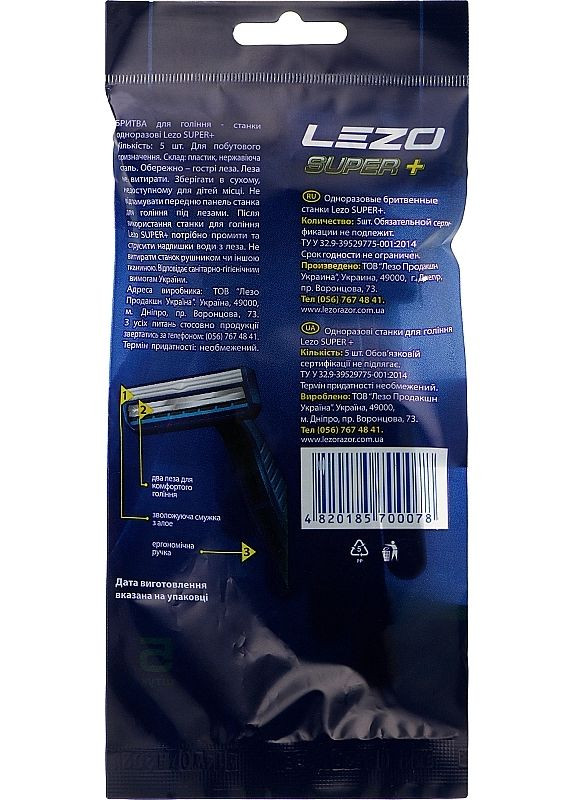 БРИТВА для гоління - станки
одноразові Lezo SUPER+
Кількість: 5 шт. Для побутового
призначення. Склад: пластик, нержавіюча
сталь. Обережно – гострі леза. Леза
не витирати. Зберігати в сухому,
недоступному для дітей місці. Не
відламувати передню панель станка
для гоління під лезами. Після
використання станки для гоління
Lezo SUPER+ потрібно промити та
струсити надлишки води з леза. Не
витирати станок рушником чи іншою
тканиною. Відповідає санітарно-гігієнічним
вимогам України.
Адреса виробника: ТОВ "Лезо
Продакшн Україна", Україна, 49000,
м. Дніпро, пр. Воронцова, 73.
З усіх питань стосовно продукції
звертатись за телефоном: (056) 767 48 41.
Термін придатності: необмежений.
1
2
два леза для
комфортого
гоління
зволожуюча смужка
з алое
ергономічна
ручка
3
Дата виготовлення
вказана на упаковці
LEZO
SUPER +
RU Одноразовые бритвенные
станки Lezo SUPER+.
Количество: 5шт. Обязательной серти-
фикации не подлежит.
ТУ У 32.9-39529775-001:2014
Срок годности не ограничен.
Произведено: ТОВ "Лезо Продакшн
Украина", Украина, 49000, г. Днепр,
пр. Воронцова, 73.
Тел (056) 767 48 41.
www.lezorazor.com.ua
UA Одноразові станки для гоління
Lezo SUPER +
Кількість: 5 шт. Обов'язковій
сертифікації не підлягає.
ТУ У 32.9-39529775-001:2014
Термін придатності необмежений.
Вироблено: ТОВ "Лезо Продакшн
Україна", Україна, 49000,
м. Дніпро, пр. Воронцова, 73.
Тел (056) 767 48 41.
www.lezorazor.com.ua
4 820185 700078
5
PP